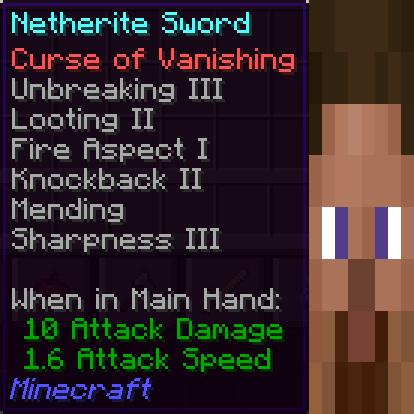 Netherite Sword
Curse of Vanishing
Unbreaking III
Looting II
Fire Aspect I
Knockback II
Mending
Sharpness III
When in Main Hand:
10 Attack Damage
1.6 Attack Speed
Minecraft